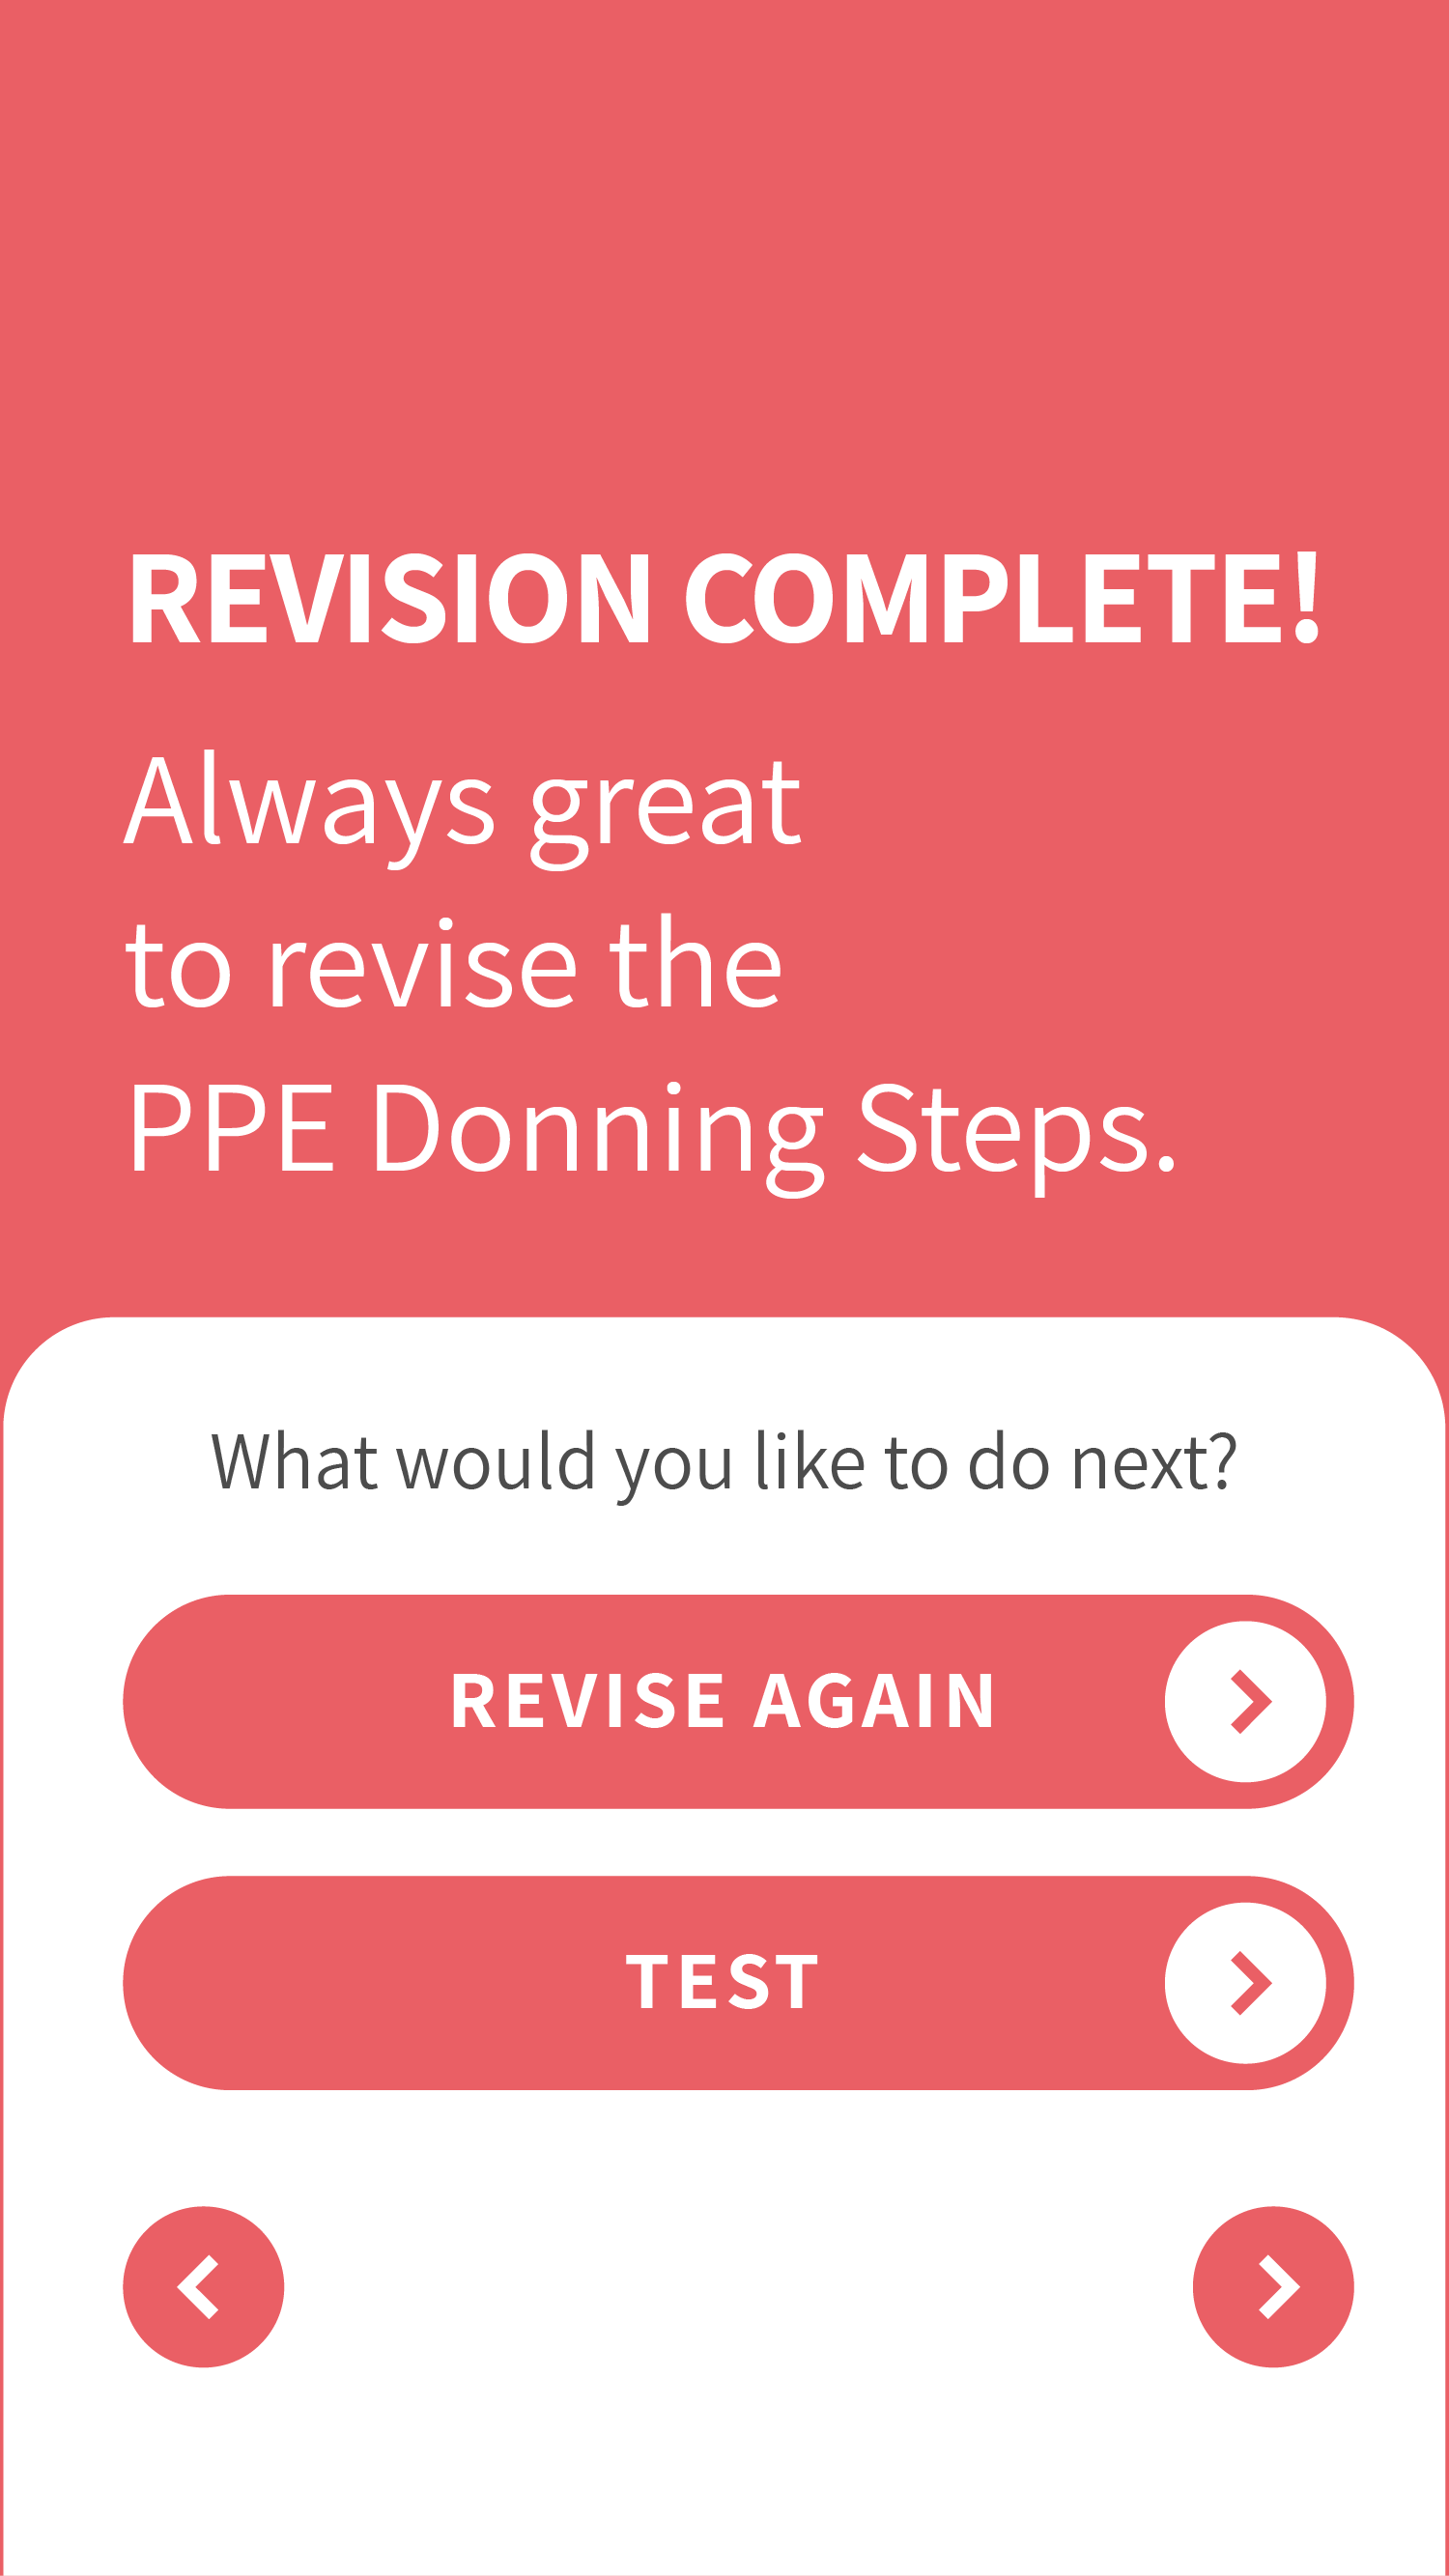 REVISION COMPLETE!
Always great
to revise the
PPE Donning Steps.
What would you like to do next?
REVISE AGAIN
TEST